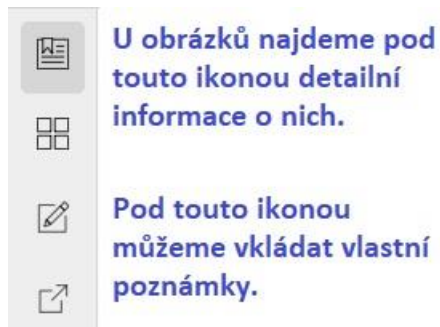 U obrázků najdeme pod
touto ikonou detailní
informace o nich.
Pod touto ikonou
můžeme vkládat vlastní
poznámky.